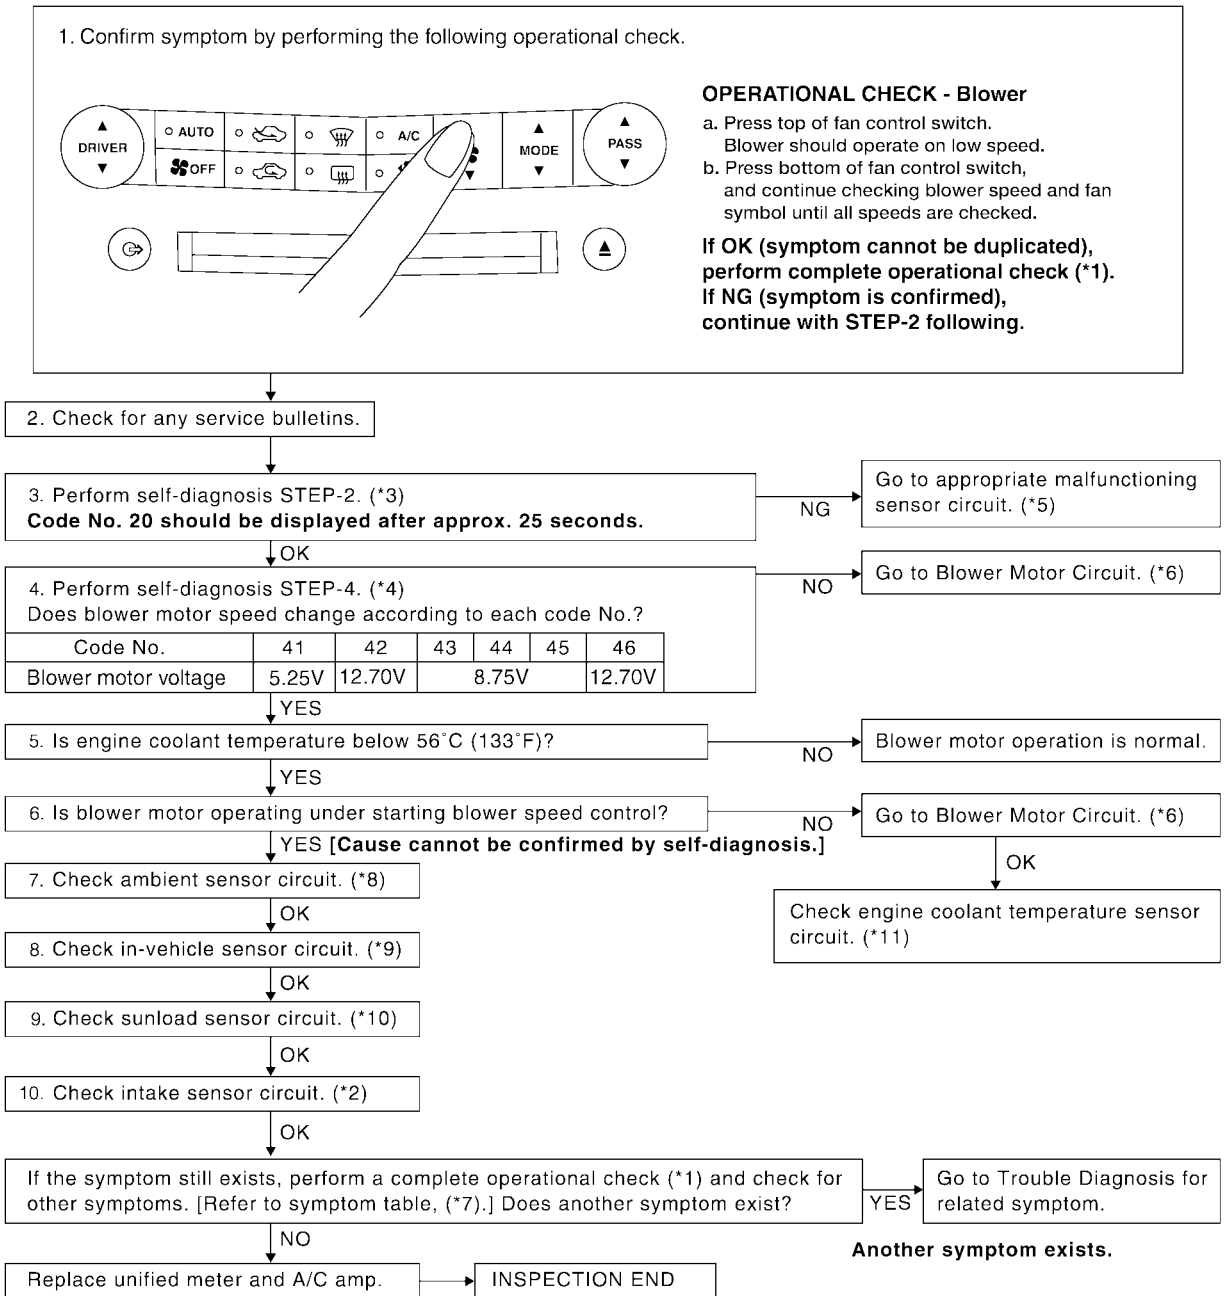 1. Confirm symptom by performing the following operational check.
DRIVER
AUTO
OFF
A/C
MODE
PASS
OPERATIONAL CHECK - Blower
a. Press top of fan control switch.
Blower should operate on low speed.
b. Press bottom of fan control switch,
and continue checking blower speed and fan
symbol until all speeds are checked.
If OK (symptom cannot be duplicated),
perform complete operational check (*1).
If NG (symptom is confirmed),
continue with STEP-2 following.
2. Check for any service bulletins.
3. Perform self-diagnosis STEP-2. (*3)
Code No. 20 should be displayed after approx. 25 seconds.
NG
Go to appropriate malfunctioning
sensor circuit. (*5)
OK
4. Perform self-diagnosis STEP-4. (*4)
Does blower motor speed change according to each code No.?
Code No. 41 42 43 44 45 46
Blower motor voltage 5.25V 12.70V 8.75V 12.70V
NO
Go to Blower Motor Circuit. (*6)
YES
5. Is engine coolant temperature below 56˚C (133˚F)?
NO
Blower motor operation is normal.
YES
6. Is blower motor operating under starting blower speed control?
NO
Go to Blower Motor Circuit. (*6)
YES [Cause cannot be confirmed by self-diagnosis.]
OK
Check engine coolant temperature sensor
circuit. (*11)
7. Check ambient sensor circuit. (*8)
OK
8. Check in-vehicle sensor circuit. (*9)
OK
9. Check sunload sensor circuit. (*10)
OK
10. Check intake sensor circuit. (*2)
OK
If the symptom still exists, perform a complete operational check (*1) and check for
other symptoms. [Refer to symptom table, (*7).] Does another symptom exist?
YES
Go to Trouble Diagnosis for
related symptom.
Another symptom exists.
NO
Replace unified meter and A/C amp.
INSPECTION END